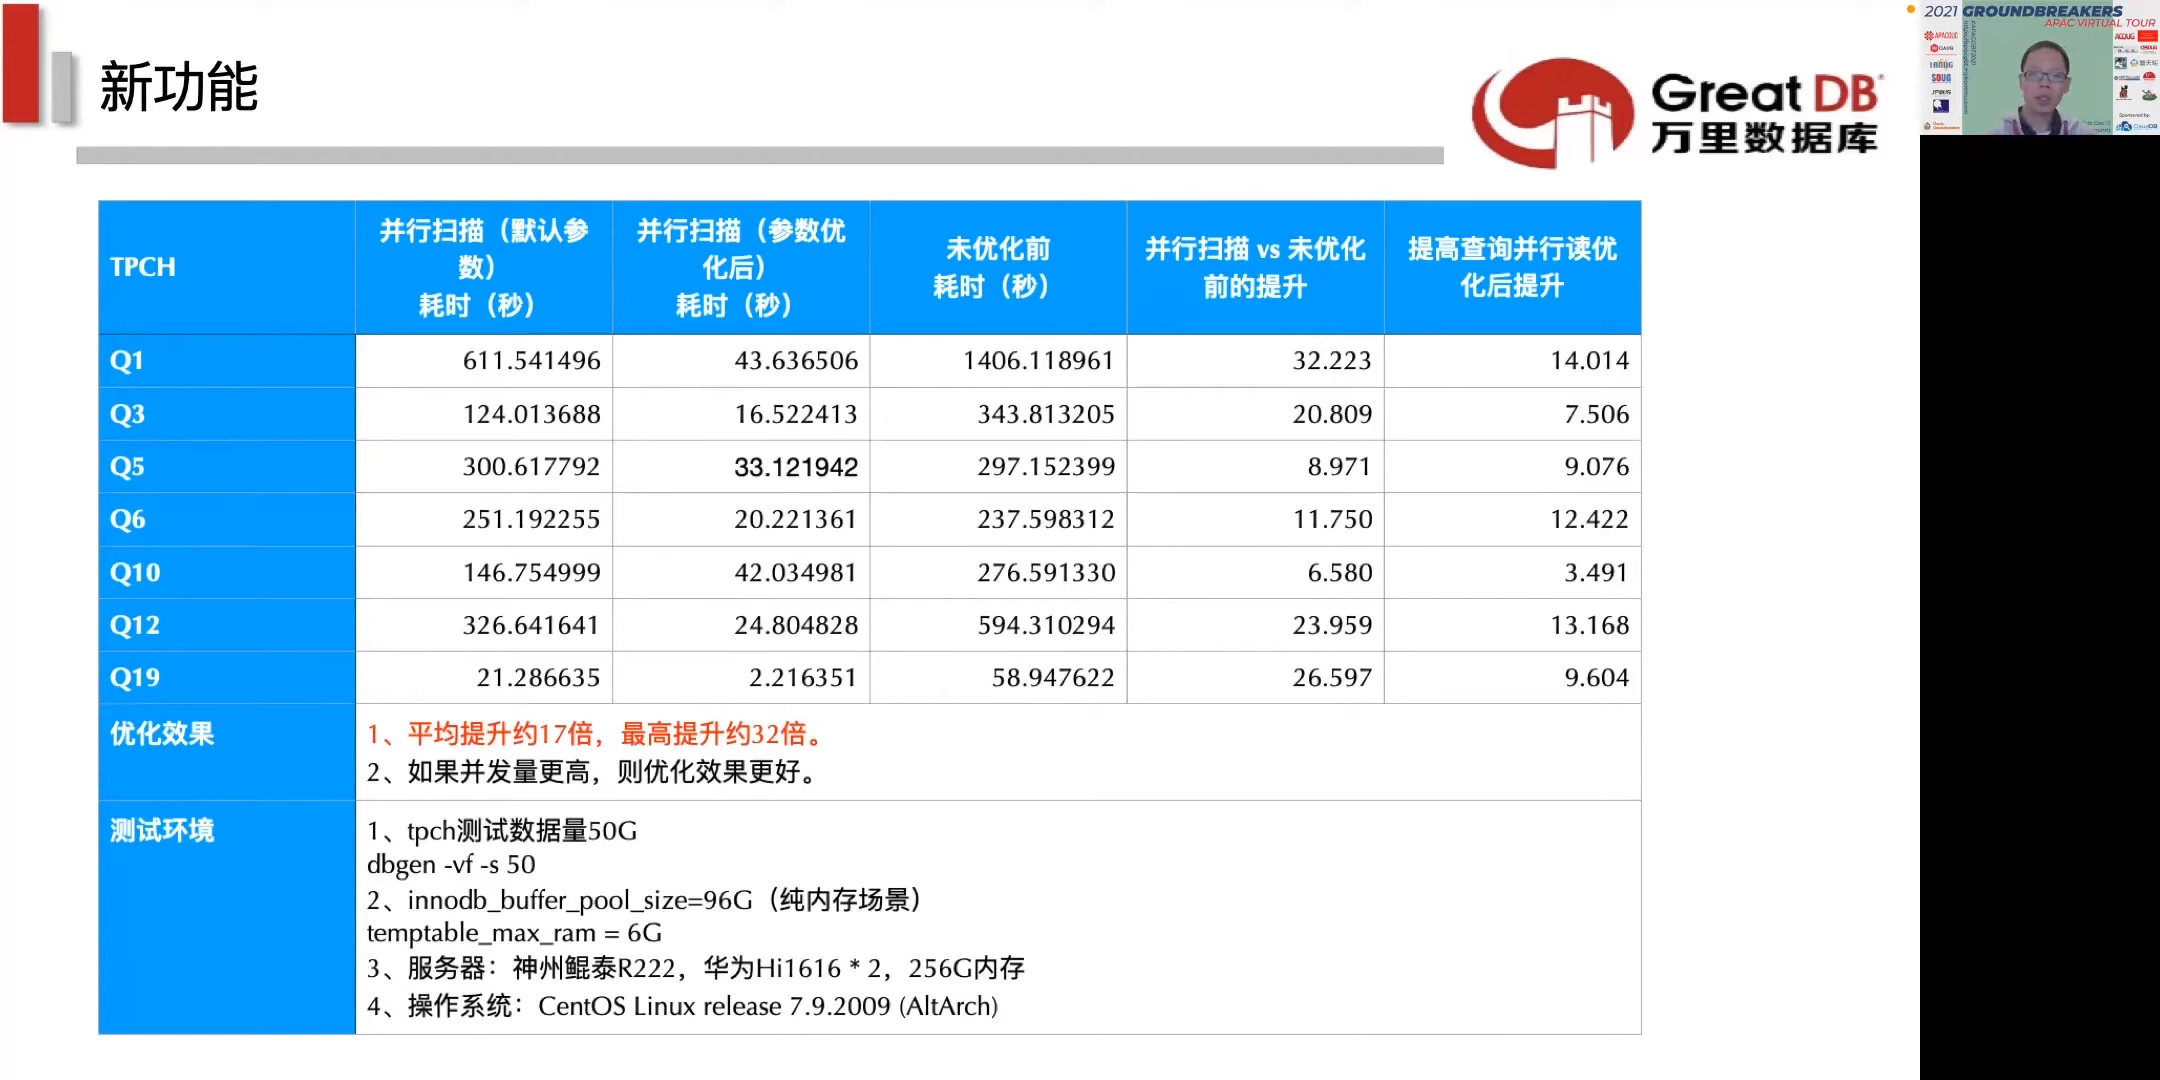 新功能
Great DB
万里数据库
2021 GROUNDBREAKERS
APAC VIRTUAL TOUR
TPCH
并行扫描（默认参
数）
耗时（秒）
并行扫描（参数优
化后）
耗时（秒）
未优化前
耗时（秒）
并行扫描 vs 未优化
前的提升
提高查询并行读优
化后提升
Q1 611.541496 43.636506 1406.118961 32.223 14.014
Q3 124.013688 16.522413 343.813205 20.809 7.506
Q5 300.617792 33.121942 297.152399 8.971 9.076
Q6 251.192255 20.221361 237.598312 11.750 12.422
Q10 146.754999 42.034981 276.591330 6.580 3.491
Q12 326.641641 24.804828 594.310294 23.959 13.168
Q19 21.286635 2.216351 58.947622 26.597 9.604
优化效果
1、平均提升约17倍，最高提升约32倍。
2、如果并发量更高，则优化效果更好。
测试环境
1、tpch测试数据量50G
dbgen -vf -s 50
2、innodb_buffer_pool_size=96G（纯内存场景）
temptable_max_ram = 6G
3、服务器：神州鲲泰R222，华为Hi1616 * 2，256G内存
4、操作系统：CentOS Linux release 7.9.2009 (AltArch)